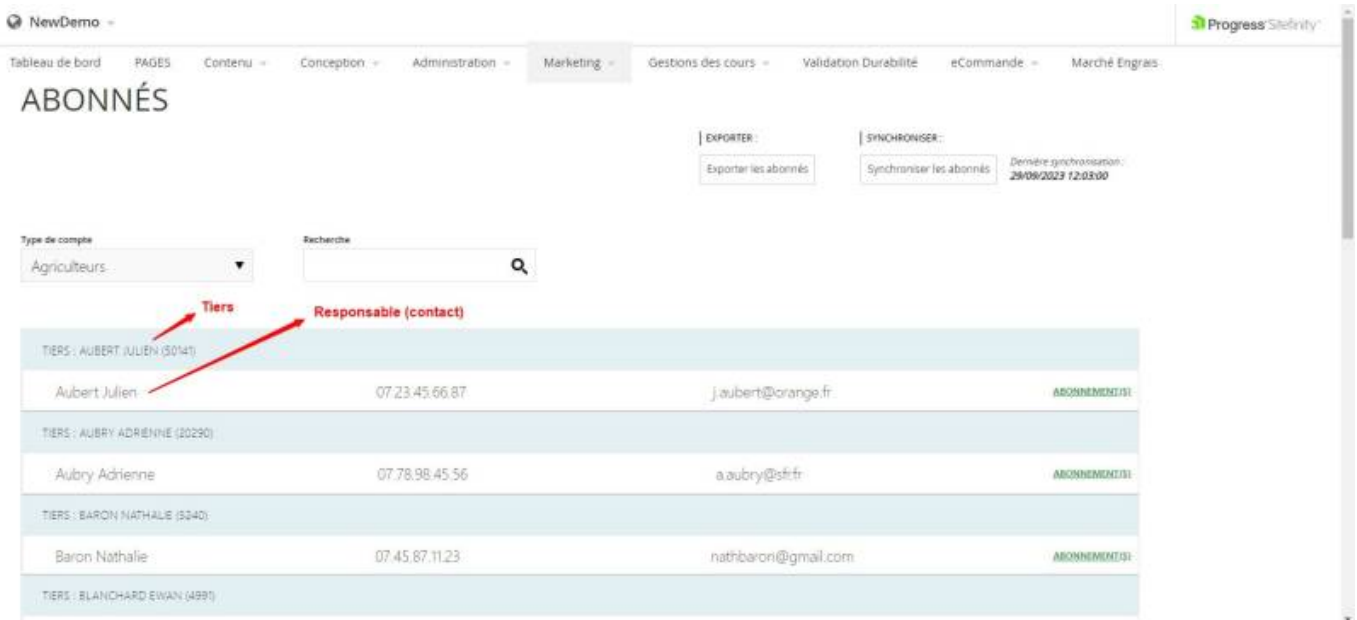 NewDemo
Progress Sitefinity
Tableau de bord PAGES Contenu Conception Administration Marketing Gestions des cours Validation Durabilité eCommande Marché Engrais
ABONNÉS
EXPORTER : SYNCHRONISER :
Exporter les abonnés Synchroniser les abonnés Dernière synchronisation :
29/09/2023 12:03:00
Type de compte Recherche
Agriculteurs
Tiers
Responsable (contact)
TIERS : AUBERT JULIEN (50141)
Aubert Julien 07.23.45.66.87 j.aubert@orange.fr ABONNEMENT(S)
TIERS : AUBRY ADRIENNE (20290)
Aubry Adrienne 07.78.98.45.56 a.aubry@sfr.fr ABONNEMENT(S)
TIERS : BARON NATHALIE (5240)
Baron Nathalie 07.45.87.11.23 nathbaron@gmail.com ABONNEMENT(S)
TIERS : BLANCHARD EWAN (4991)